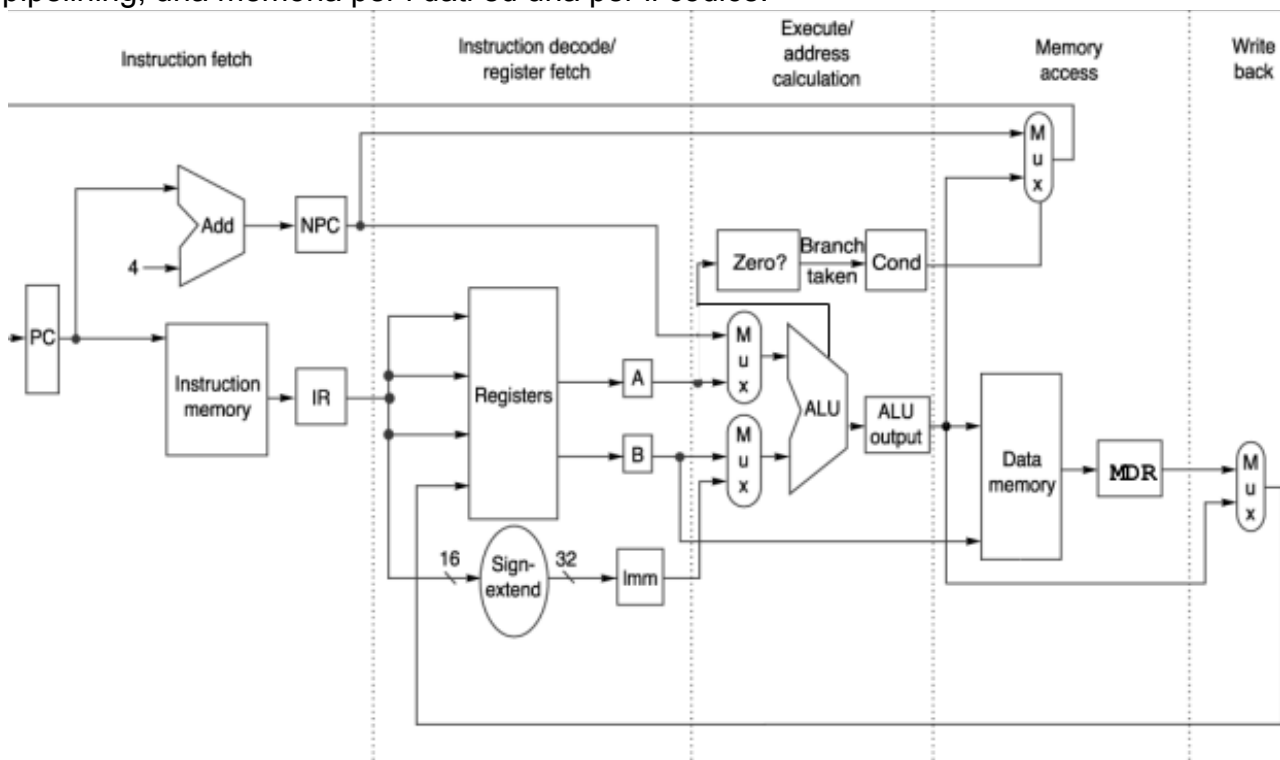 pipelining, una memoria per i dati ed una per il codice.
Instruction fetch
Instruction decode/
register fetch
Execute/
address
calculation
Memory
access
Write
back
M
u
x
Add
NPC
4
Zero?
Branch
taken
Cond
PC
Instruction
memory
IR
Registers
A
B
M
u
x
M
u
x
ALU
ALU
output
Data
memory
MDR
M
u
x
16
Sign-
extend
32
Imm